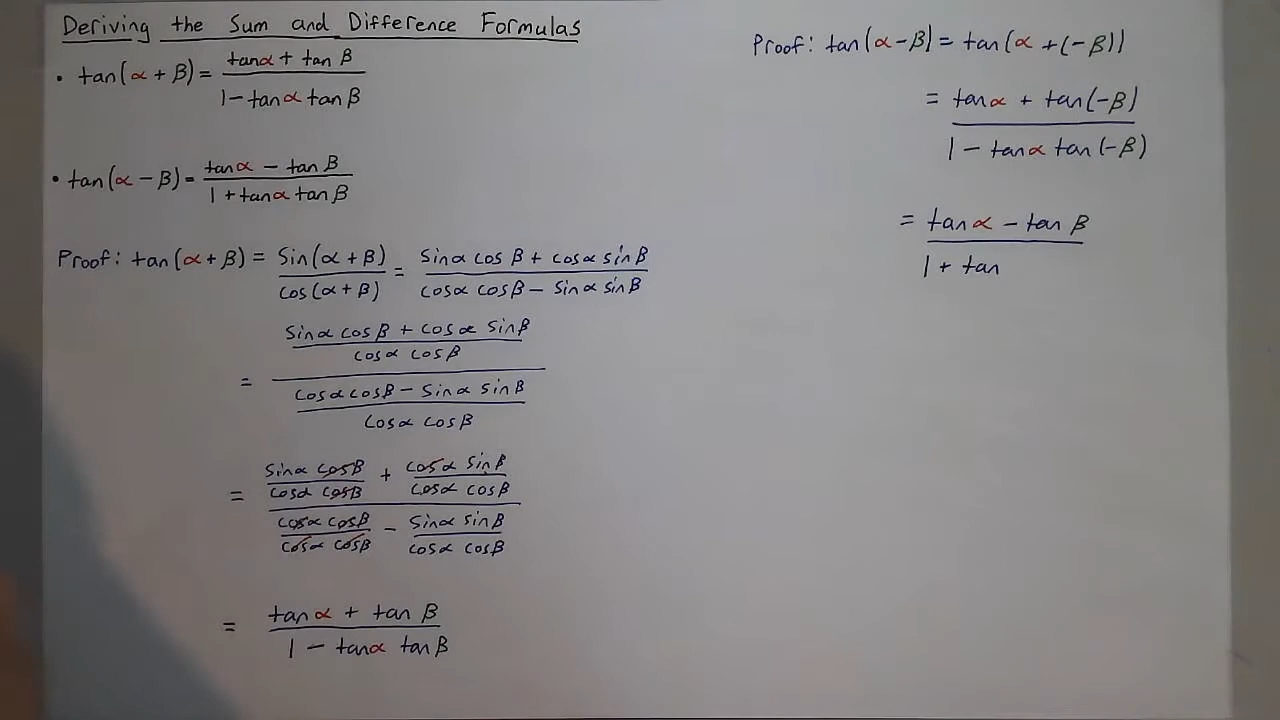 Deriving the Sum and Difference Formulas
• tan(α + β) = tanα + tan β / 1 - tanα tan β
• tan(α - β) = tanα - tan β / 1 + tanα tan β
Proof: tan(α + β) = Sin(α + β) / cos(α + β) = Sinα cos β + cosα sin β / cosα cosβ - Sinα sinβ
= Sinα cosβ + cosα sinβ / cosα cosβ / cosα cosβ - Sinα sinβ / cosα cosβ
= Sinα cosβ / cosα cosβ + cosα sinβ / cosα cosβ / cosα cosβ / cosα cosβ - Sinα sinβ / cosα cosβ
= tanα + tan β / 1 - tanα tanβ
Proof: tan(α - β) = tan(α + (-β))
= tanα + tan(-β) / 1 - tanα tan(-β)
= tanα - tan β / 1 + tan